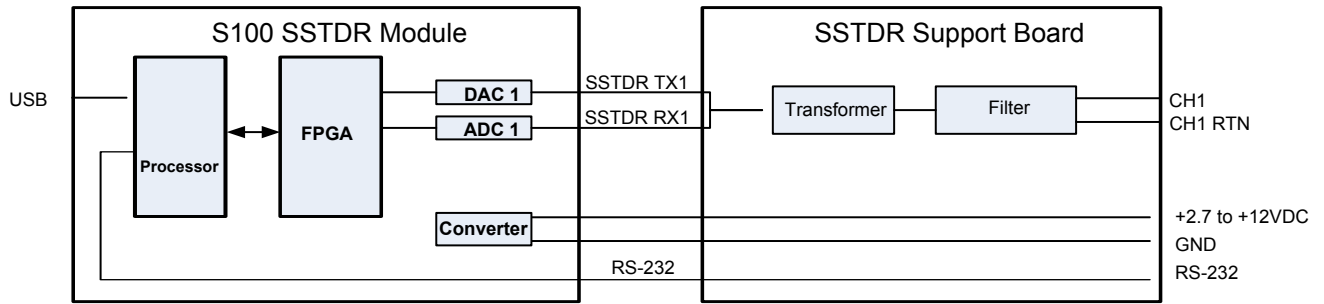 S100 SSTDR Module
SSTDR Support Board
USB
Processor
FPGA
DAC 1
ADC 1
SSTDR TX1
SSTDR RX1
Transformer
Filter
CH1
CH1 RTN
Converter
+2.7 to +12VDC
GND
RS-232
RS-232